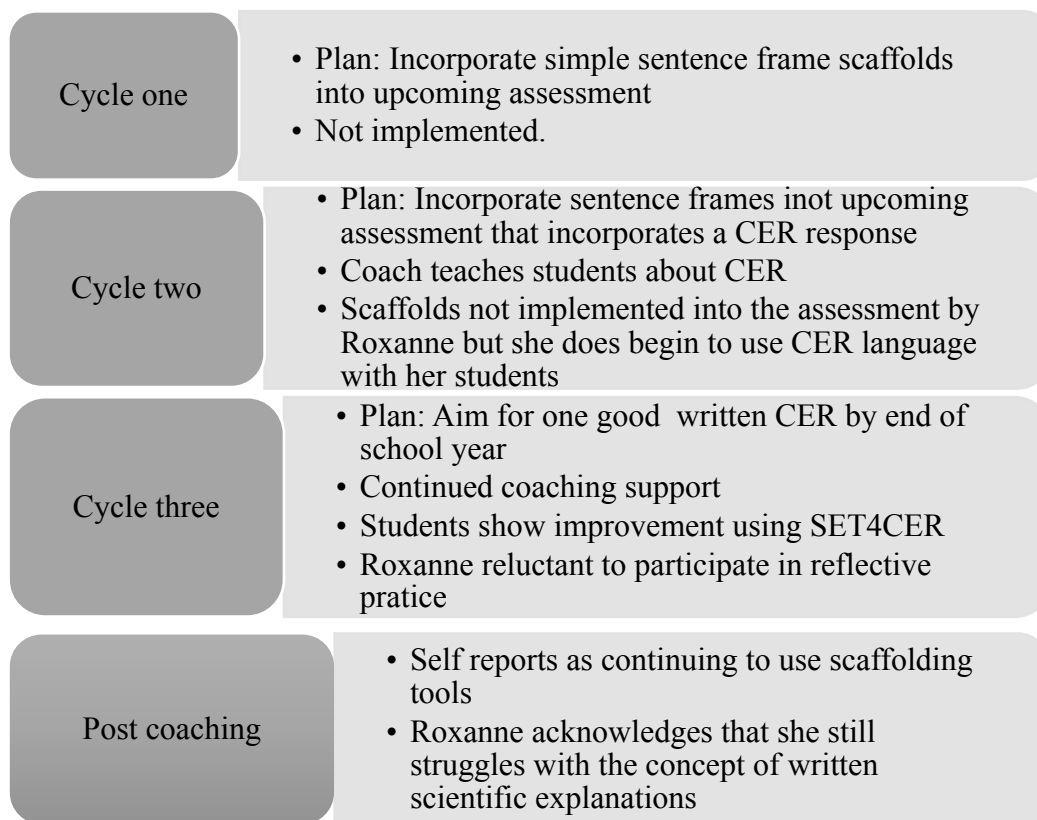 Cycle one
• Plan: Incorporate simple sentence frame scaffolds
into upcoming assessment
• Not implemented.
Cycle two
• Plan: Incorporate sentence frames inot upcoming
assessment that incorporates a CER response
• Coach teaches students about CER
• Scaffolds not implemented into the assessment by
Roxanne but she does begin to use CER language
with her students
Cycle three
• Plan: Aim for one good written CER by end of
school year
• Continued coaching support
• Students show improvement using SET4CER
• Roxanne reluctant to participate in reflective
pratice
Post coaching
• Self reports as continuing to use scaffolding
tools
• Roxanne acknowledges that she still
struggles with the concept of written
scientific explanations